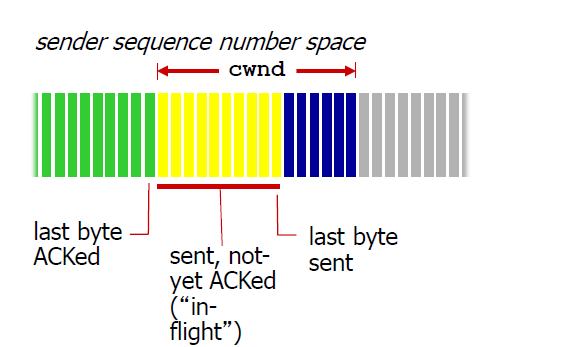 sender sequence number space
cwnd
last byte
ACKed
sent, not-
yet ACKed
(“in-
flight”)
last byte
sent